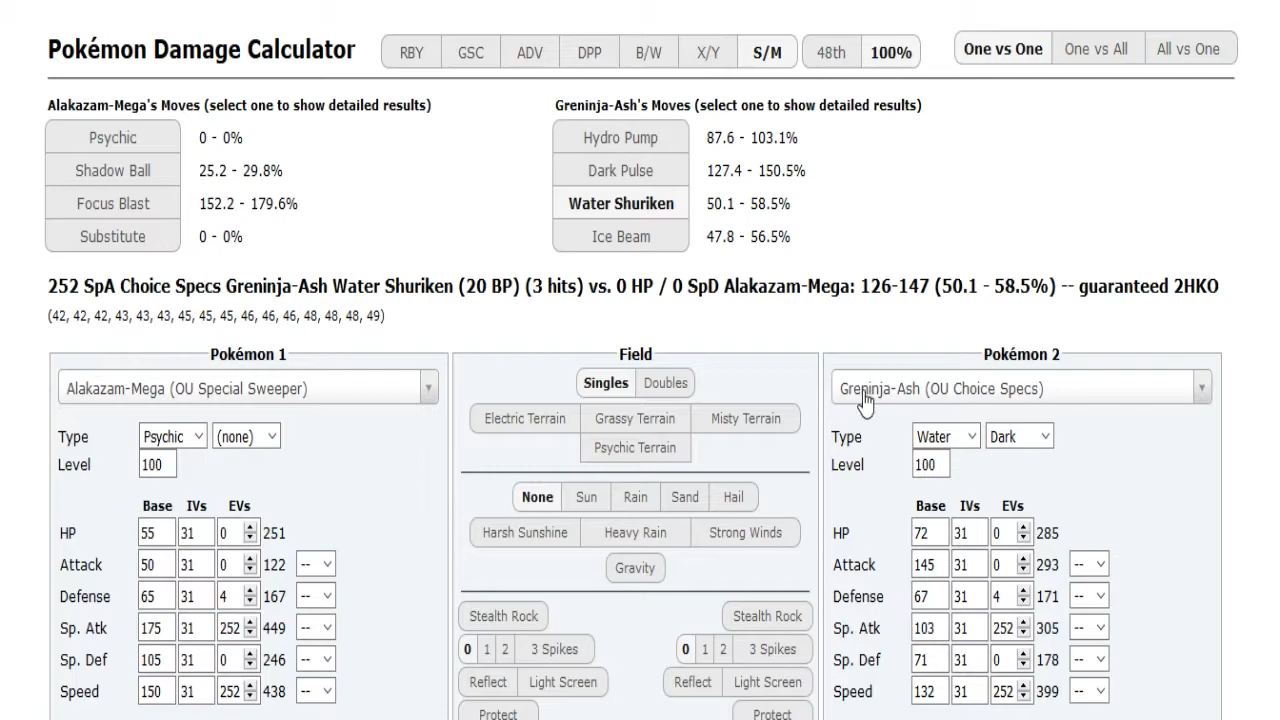 Pokémon Damage Calculator
RBY GSC ADV DPP B/W X/Y S/M 48th 100% One vs One One vs All All vs One
Alakazam-Mega's Moves (select one to show detailed results)
Psychic 0 - 0%
Shadow Ball 25.2 - 29.8%
Focus Blast 152.2 - 179.6%
Substitute 0 - 0%
Greninja-Ash's Moves (select one to show detailed results)
Hydro Pump 87.6 - 103.1%
Dark Pulse 127.4 - 150.5%
Water Shuriken 50.1 - 58.5%
Ice Beam 47.8 - 56.5%
252 SpA Choice Specs Greninja-Ash Water Shuriken (20 BP) (3 hits) vs. 0 HP / 0 SpD Alakazam-Mega: 126-147 (50.1 - 58.5%) -- guaranteed 2HKO
(42, 42, 42, 43, 43, 43, 45, 45, 45, 46, 46, 46, 48, 48, 48, 49)
Pokémon 1
Alakazam-Mega (OU Special Sweeper)
Type Psychic (none)
Level 100
Base IVs EVs
HP 55 31 0 251
Attack 50 31 0 122 --
Defense 65 31 4 167 --
Sp. Atk 175 31 252 449 --
Sp. Def 105 31 0 246 --
Speed 150 31 252 438 --
Field
Singles Doubles
Electric Terrain Grassy Terrain Misty Terrain
Psychic Terrain
None Sun Rain Sand Hail
Harsh Sunshine Heavy Rain Strong Winds
Gravity
Stealth Rock Stealth Rock
0 1 2 3 Spikes 0 1 2 3 Spikes
Reflect Light Screen Reflect Light Screen
Protect Protect
Pokémon 2
Greninja-Ash (OU Choice Specs)
Type Water Dark
Level 100
Base IVs EVs
HP 72 31 0 285
Attack 145 31 0 293 --
Defense 67 31 4 171 --
Sp. Atk 103 31 252 305 --
Sp. Def 71 31 0 178 --
Speed 132 31 252 399 --